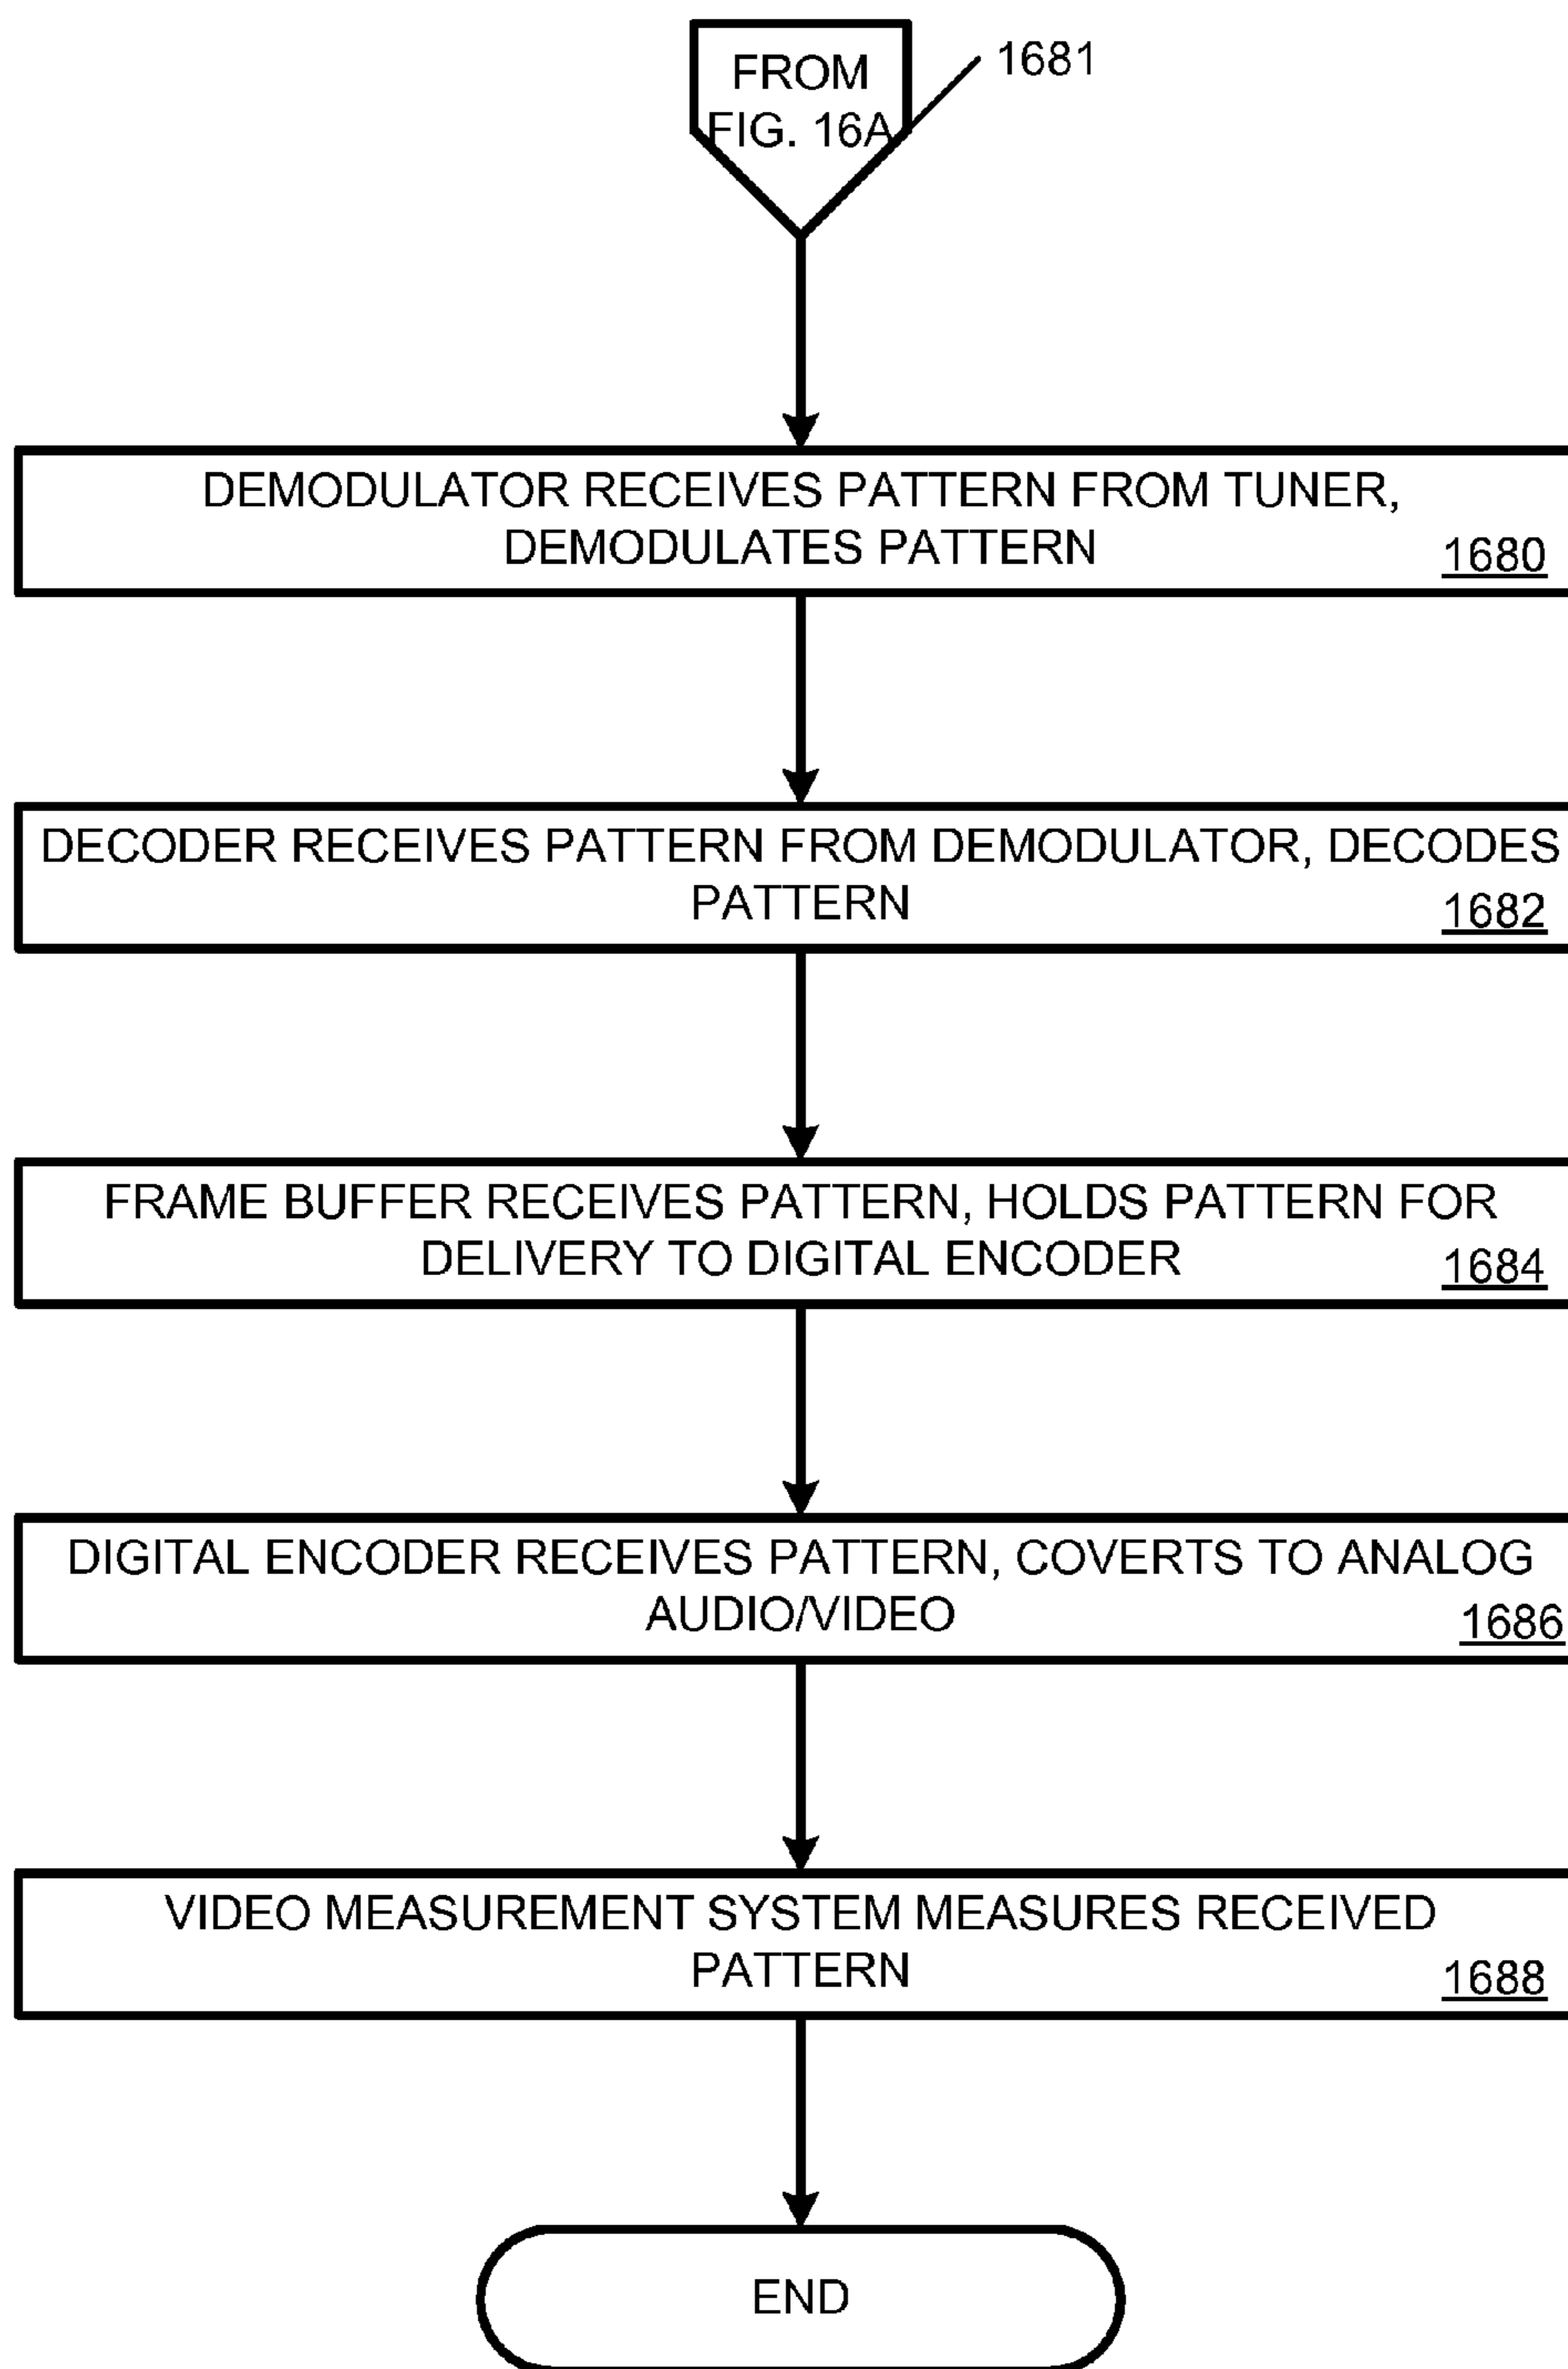 FROM
FIG. 16A
1681
DEMODULATOR RECEIVES PATTERN FROM TUNER,
DEMODULATES PATTERN
1680
DECODER RECEIVES PATTERN FROM DEMODULATOR, DECODES
PATTERN
1682
FRAME BUFFER RECEIVES PATTERN, HOLDS PATTERN FOR
DELIVERY TO DIGITAL ENCODER
1684
DIGITAL ENCODER RECEIVES PATTERN, COVERTS TO ANALOG
AUDIO/VIDEO
1686
VIDEO MEASUREMENT SYSTEM MEASURES RECEIVED
PATTERN
1688
END